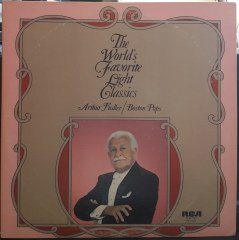 The
World's
Favorite
Light
Classics
Arthur Fiedler/Boston Pops
RCA